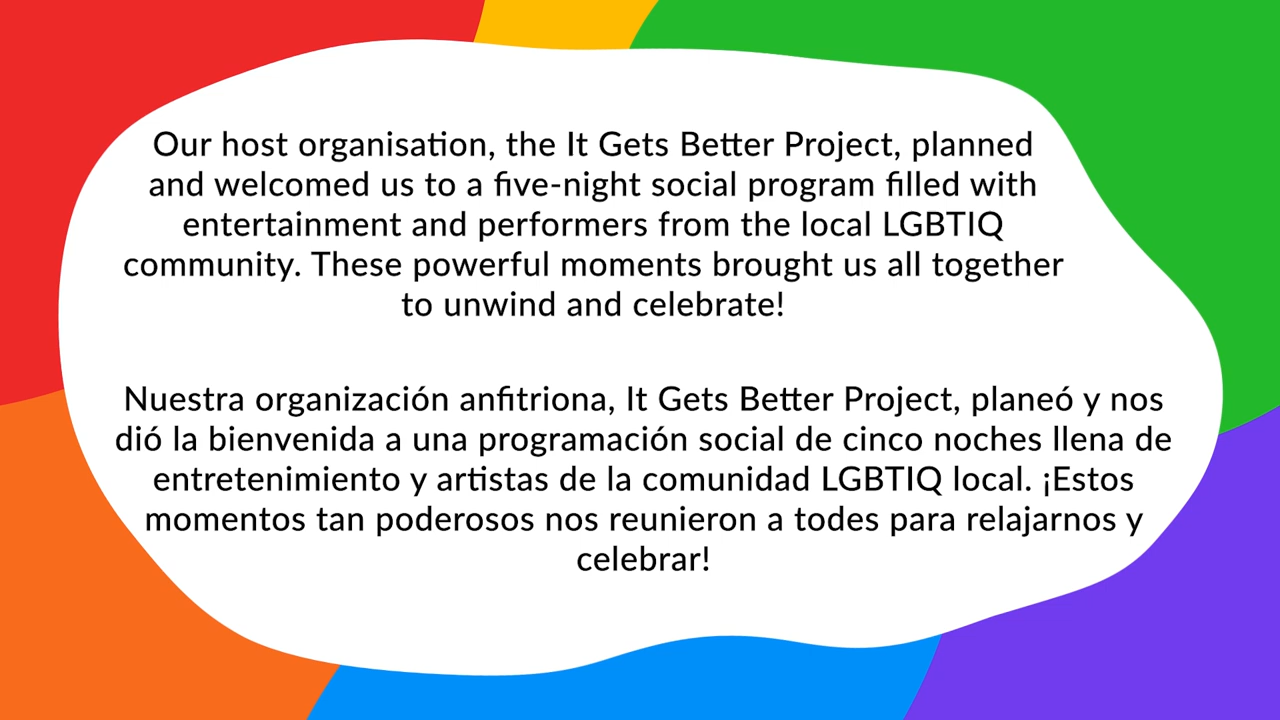 Our host organisation, the It Gets Better Project, planned
and welcomed us to a five-night social program filled with
entertainment and performers from the local LGBTIQ
community. These powerful moments brought us all together
to unwind and celebrate!
Nuestra organización anfitriona, It Gets Better Project, planeó y nos
dió la bienvenida a una programación social de cinco noches llena de
entretenimiento y artistas de la comunidad LGBTIQ local. ¡Estos
momentos tan poderosos nos reunieron a todes para relajarnos y
celebrar!